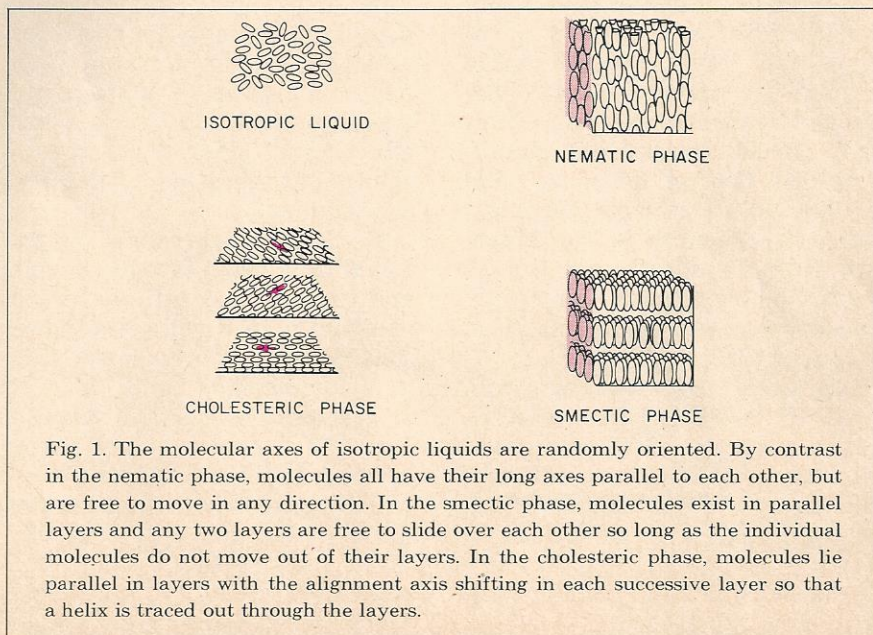 ISOTROPIC LIQUID
NEMATIC PHASE
CHOLESTERIC PHASE
SMECTIC PHASE
Fig. 1. The molecular axes of isotropic liquids are randomly oriented. By contrast
in the nematic phase, molecules all have their long axes parallel to each other, but
are free to move in any direction. In the smectic phase, molecules exist in parallel
layers and any two layers are free to slide over each other so long as the individual
molecules do not move out of their layers. In the cholesteric phase, molecules lie
parallel in layers with the alignment axis shifting in each successive layer so that
a helix is traced out through the layers.